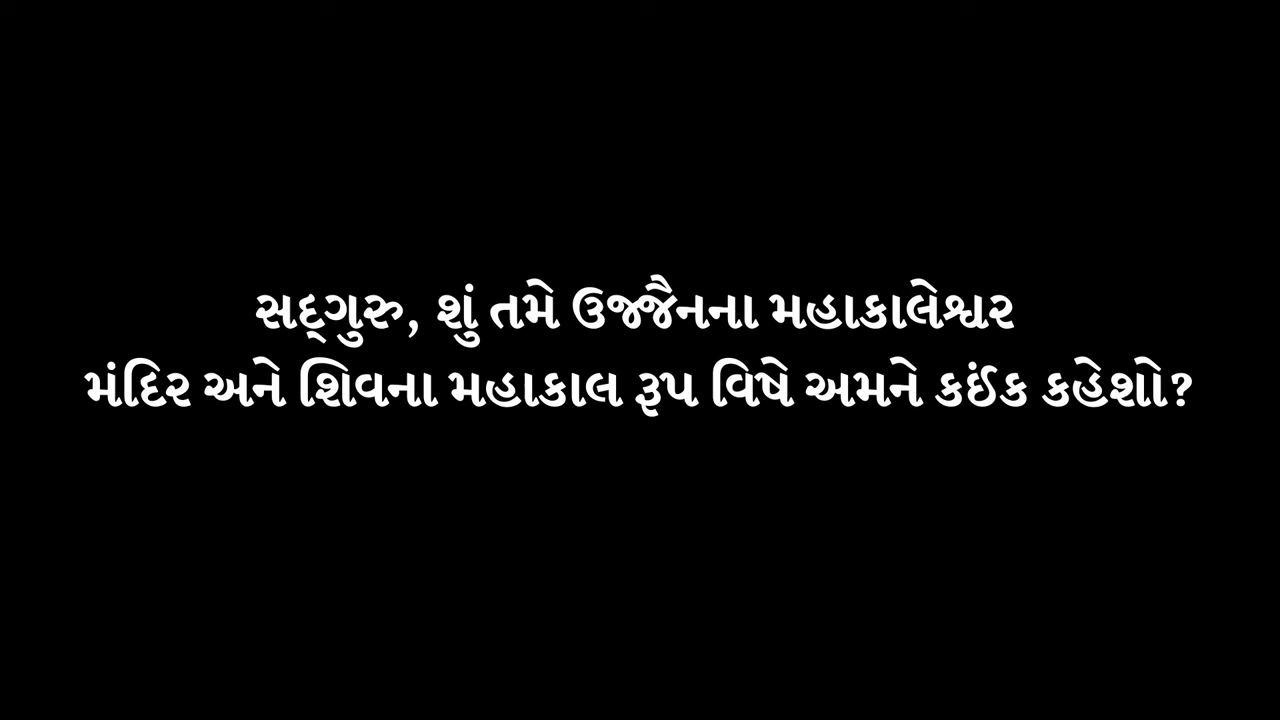 સદ્‌ગુરુ, શું તમે ઉજ્જૈનના મહાકાલેશ્વર
મંદિર અને શિવના મહાકાલ રૂપ વિષે અમને કઈંક કહેશો?